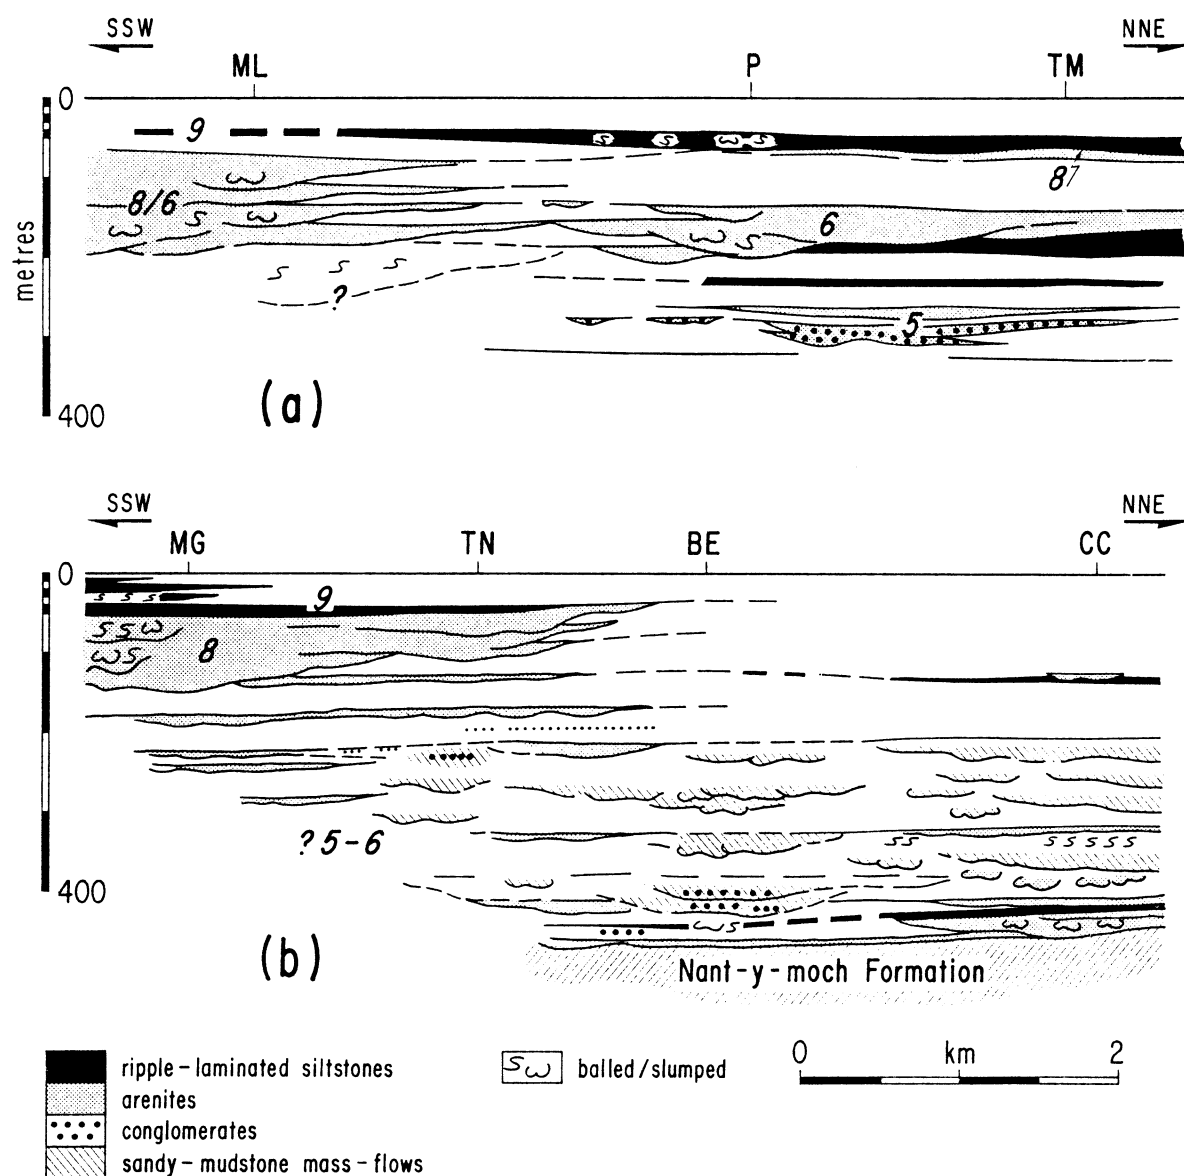 SSW NNE
ML P TM
0
9
8
8/6
6
metres
?
5
400
(a)
SSW NNE
MG TN BE CC
0
9
8
? 5-6
400
(b)
Nant-y-moch Formation
0 km 2
ripple-laminated siltstones
balled/slumped
arenites
conglomerates
sandy-mudstone mass-flows